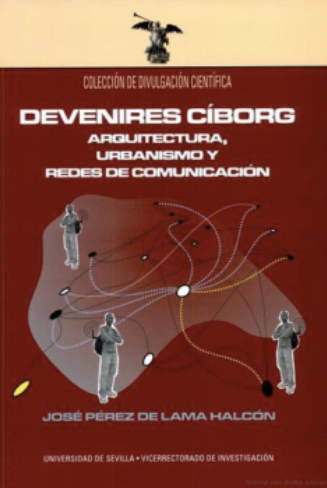 COLECCIÓN DE DIVULGACIÓN CIENTÍFICA
DEVENIRES CÍBORG
ARQUITECTURA,
URBANISMO Y
REDES DE COMUNICACIÓN
JOSÉ PÉREZ DE LAMA HALCÓN
UNIVERSIDAD DE SEVILLA • VICERRECTORADO DE INVESTIGACIÓN